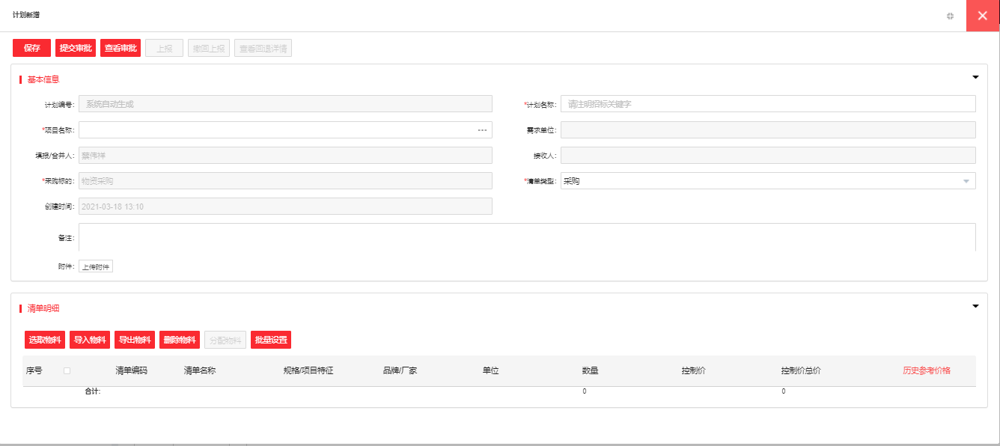 计划新增
保存 提交审批 查看审批 上报 撤回上报 查看回退详情
基本信息
计划编号: 系统自动生成 *计划名称: 请注明招标关键字
*项目名称: ··· 需求单位:
填报/合并人: 蔡伟祥 接收人:
*采购标的: 物资采购 *清单类型: 采购
创建时间: 2021-03-18 13:10
备注:
附件: 上传附件
清单明细
选取物料 导入物料 导出物料 删除物料 分配物料 批量设置
序号 清单编码 清单名称 规格/项目特征 品牌/厂家 单位 数量 控制价 控制价总价 历史参考价格
合计: 0 0